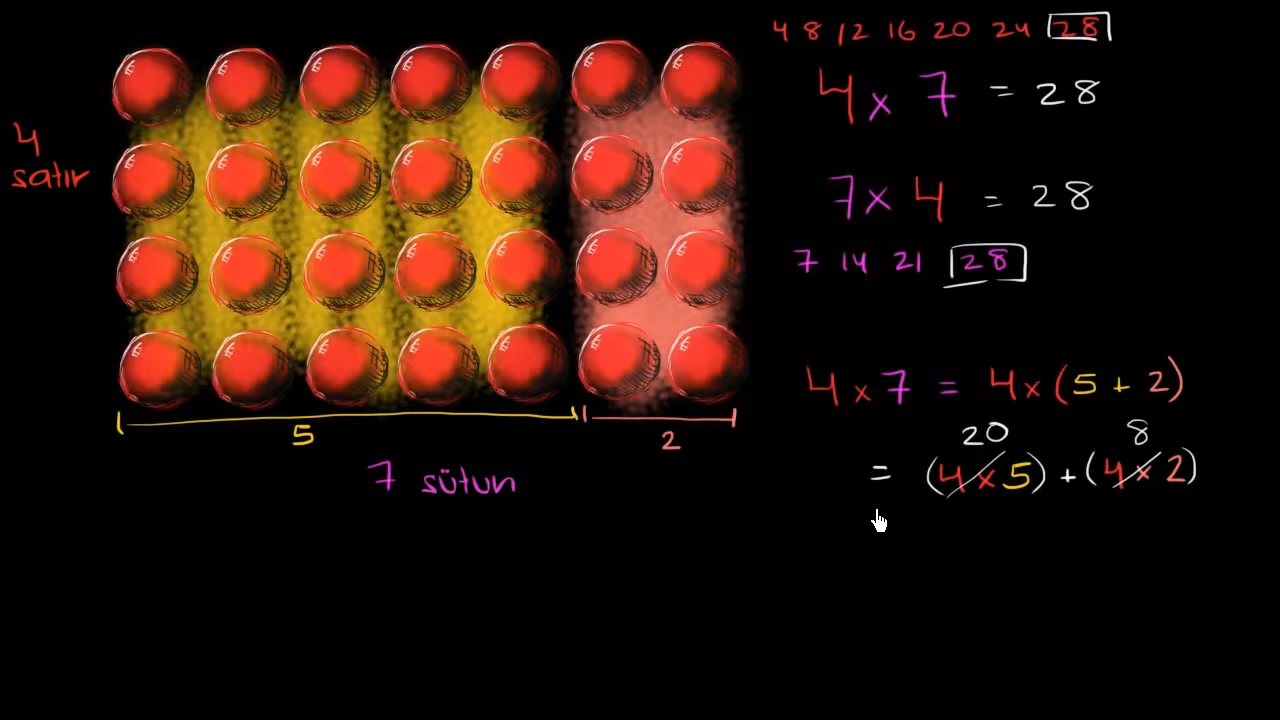 4 8 12 16 20 24 28
4 x 7 = 28
4
satır
7 x 4 = 28
7 14 21 28
4 x 7 = 4 x (5 + 2)
20 8
= (4 x 5) + (4 x 2)
5 2
7 sütun